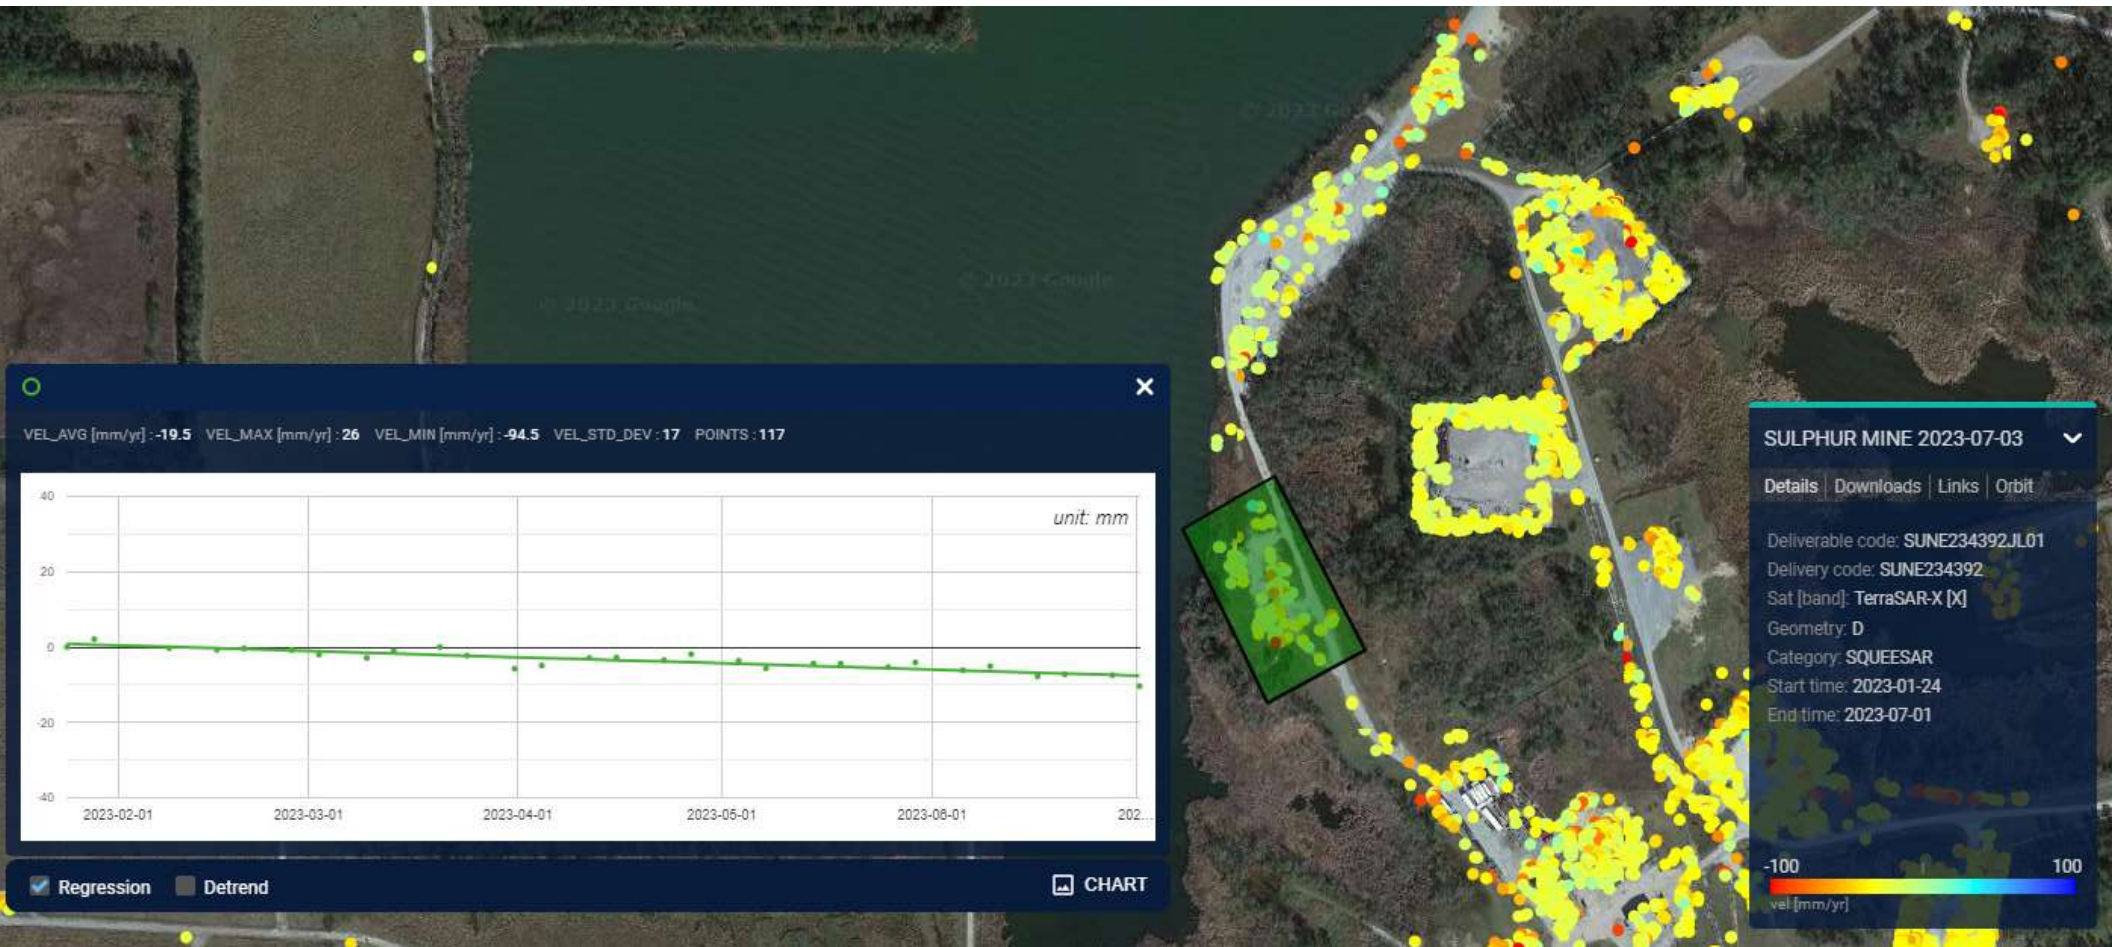 © 2023 Google
© 2023 Google
© 2023 Goo
VEL_AVG [mm/yr] : -19.5 VEL_MAX [mm/yr] : 26 VEL_MIN [mm/yr] : -94.5 VEL_STD_DEV : 17 POINTS : 117
unit: mm
40
20
0
-20
-40
2023-02-01 2023-03-01 2023-04-01 2023-05-01 2023-06-01 202...
Regression Detrend CHART
SULPHUR MINE 2023-07-03
Details | Downloads | Links | Orbit
Deliverable code: SUNE234392JL01
Delivery code: SUNE234392
Sat [band]: TerraSAR-X [X]
Geometry: D
Category: SQUEESAR
Start time: 2023-01-24
End time: 2023-07-01
-100 100
vel [mm/yr]